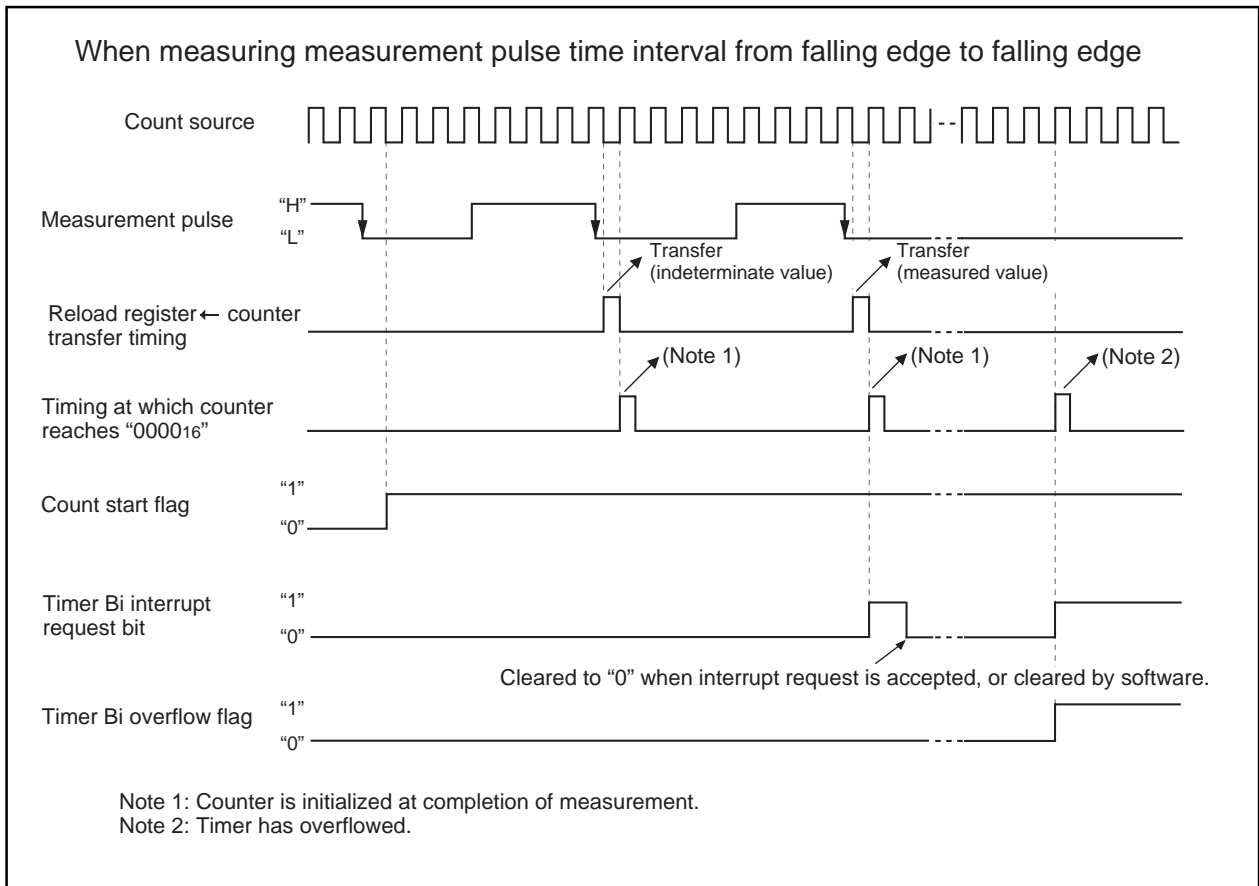 When measuring measurement pulse time interval from falling edge to falling edge
Count source
Measurement pulse
“H”
“L”
Transfer
(indeterminate value)
Transfer
(measured value)
Reload register ← counter
transfer timing
(Note 1)
(Note 1)
(Note 2)
Timing at which counter
reaches “000016”
Count start flag
“1”
“0”
Timer Bi interrupt
request bit
“1”
“0”
Cleared to “0” when interrupt request is accepted, or cleared by software.
Timer Bi overflow flag
“1”
“0”
Note 1: Counter is initialized at completion of measurement.
Note 2: Timer has overflowed.